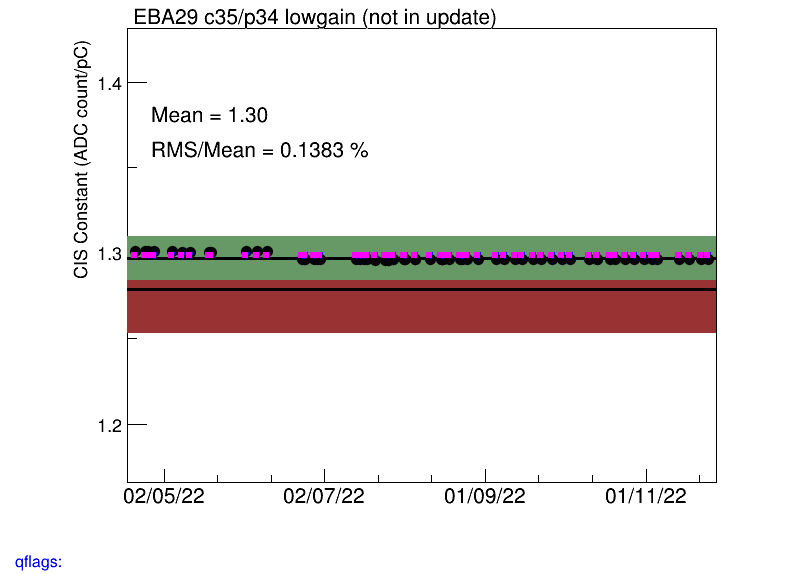 EBA29 c35/p34 lowgain (not in update)
CIS Constant (ADC count/pC)
1.4
Mean = 1.30
RMS/Mean = 0.1383 %
1.3
1.2
02/05/22 02/07/22 01/09/22 01/11/22
qflags: